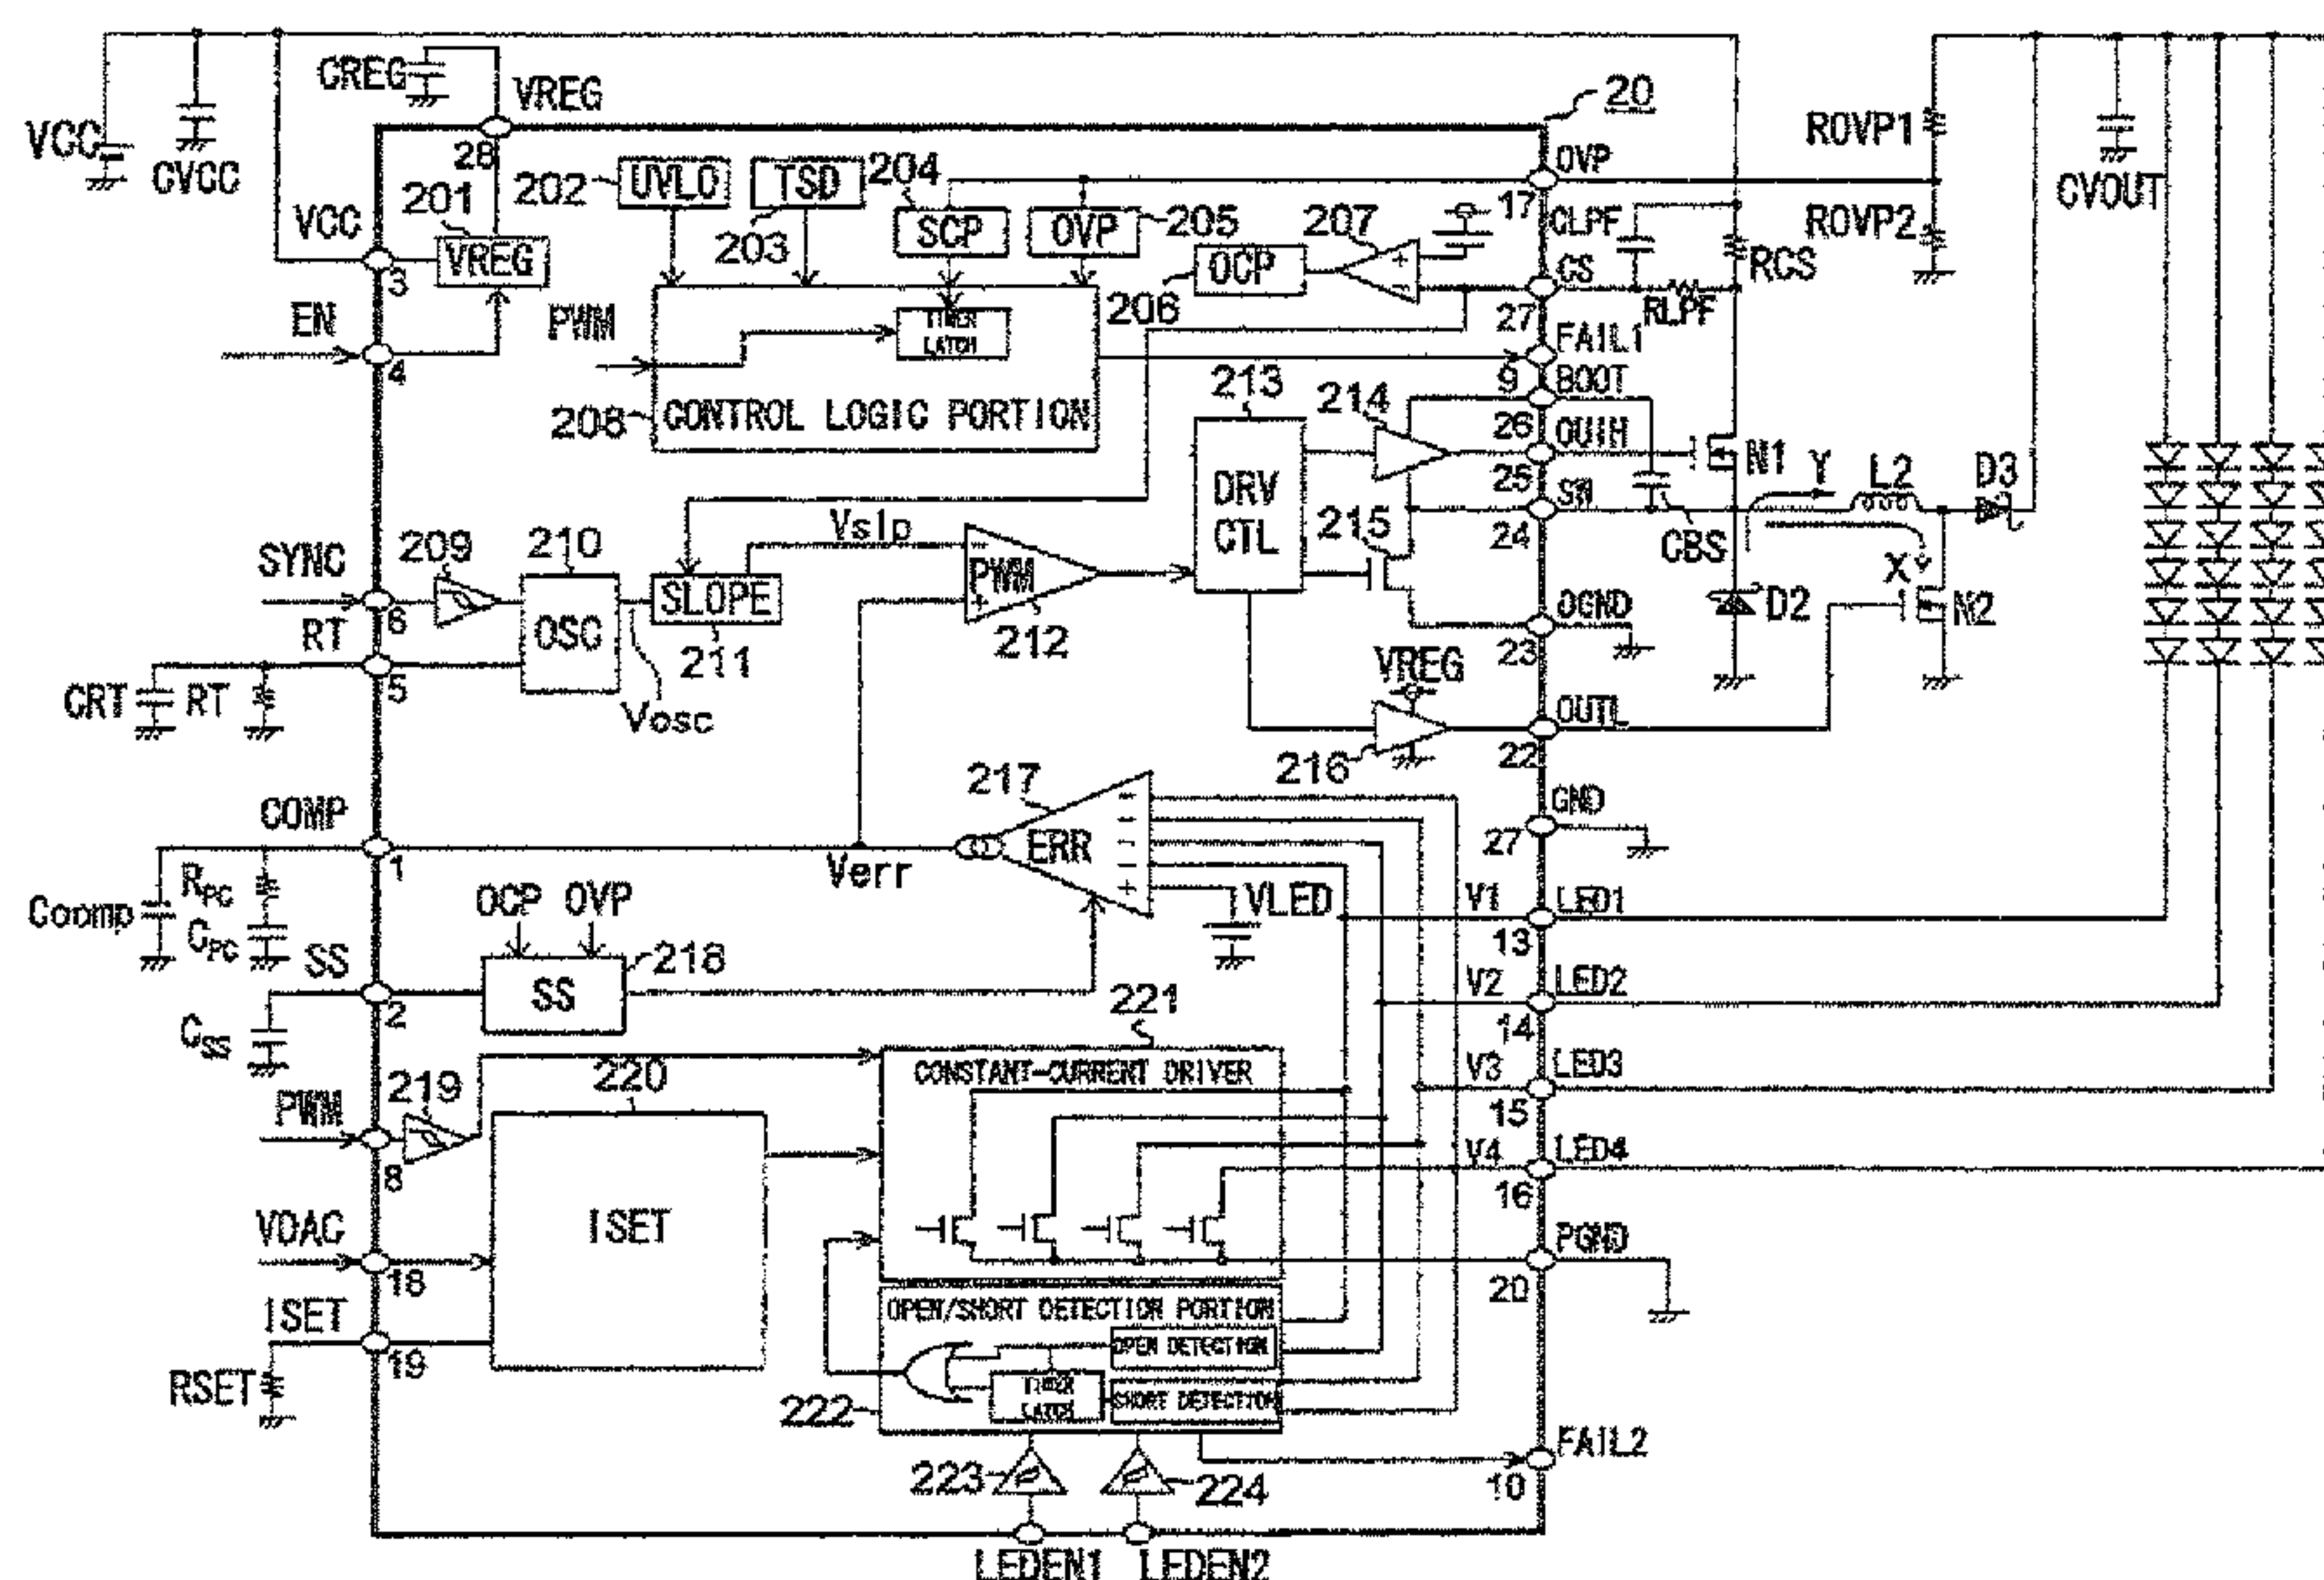 CREG
VREG
20
VCC
CVCC
28
ROVP1
OVP
201
202
UVLO
TSD
204
17
CVOUT
VCC
203
SCP
OVP
205
207
CLPF
ROVP2
VREG
3
OCP
CS
RCS
206
RLPF
EN
PWM
TIMER
LATCH
27
FAIL1
4
213
9
BOOT
208
CONTROL LOGIC PORTION
214
26
OUTH
N1
Y
L2
D3
25
SW
DRV
CTL
215
Vslp
24
CBS
SYNC
209
210
PWM
X
6
OSC
SLOPE
212
OGND
D2
N2
RT
211
23
5
VREG
CRT
RT
Vosc
OUTL
216
22
217
COMP
GND
1
ERR
27
Verr
RPC
Ccomp
CPC
OCP
OVP
VLED
V1
LED1
13
SS
218
SS
V2
LED2
2
221
14
CSS
219
220
CONSTANT-CURRENT DRIVER
V3
LED3
PWM
15
8
V4
LED4
16
VDAC
ISET
PGND
18
20
ISET
OPEN/SHORT DETECTION PORTION
19
OPEN DETECTION
RSET
TIMER
LATCH
SHORT DETECTION
222
FAIL2
223
224
10
LEDEN1
LEDEN2